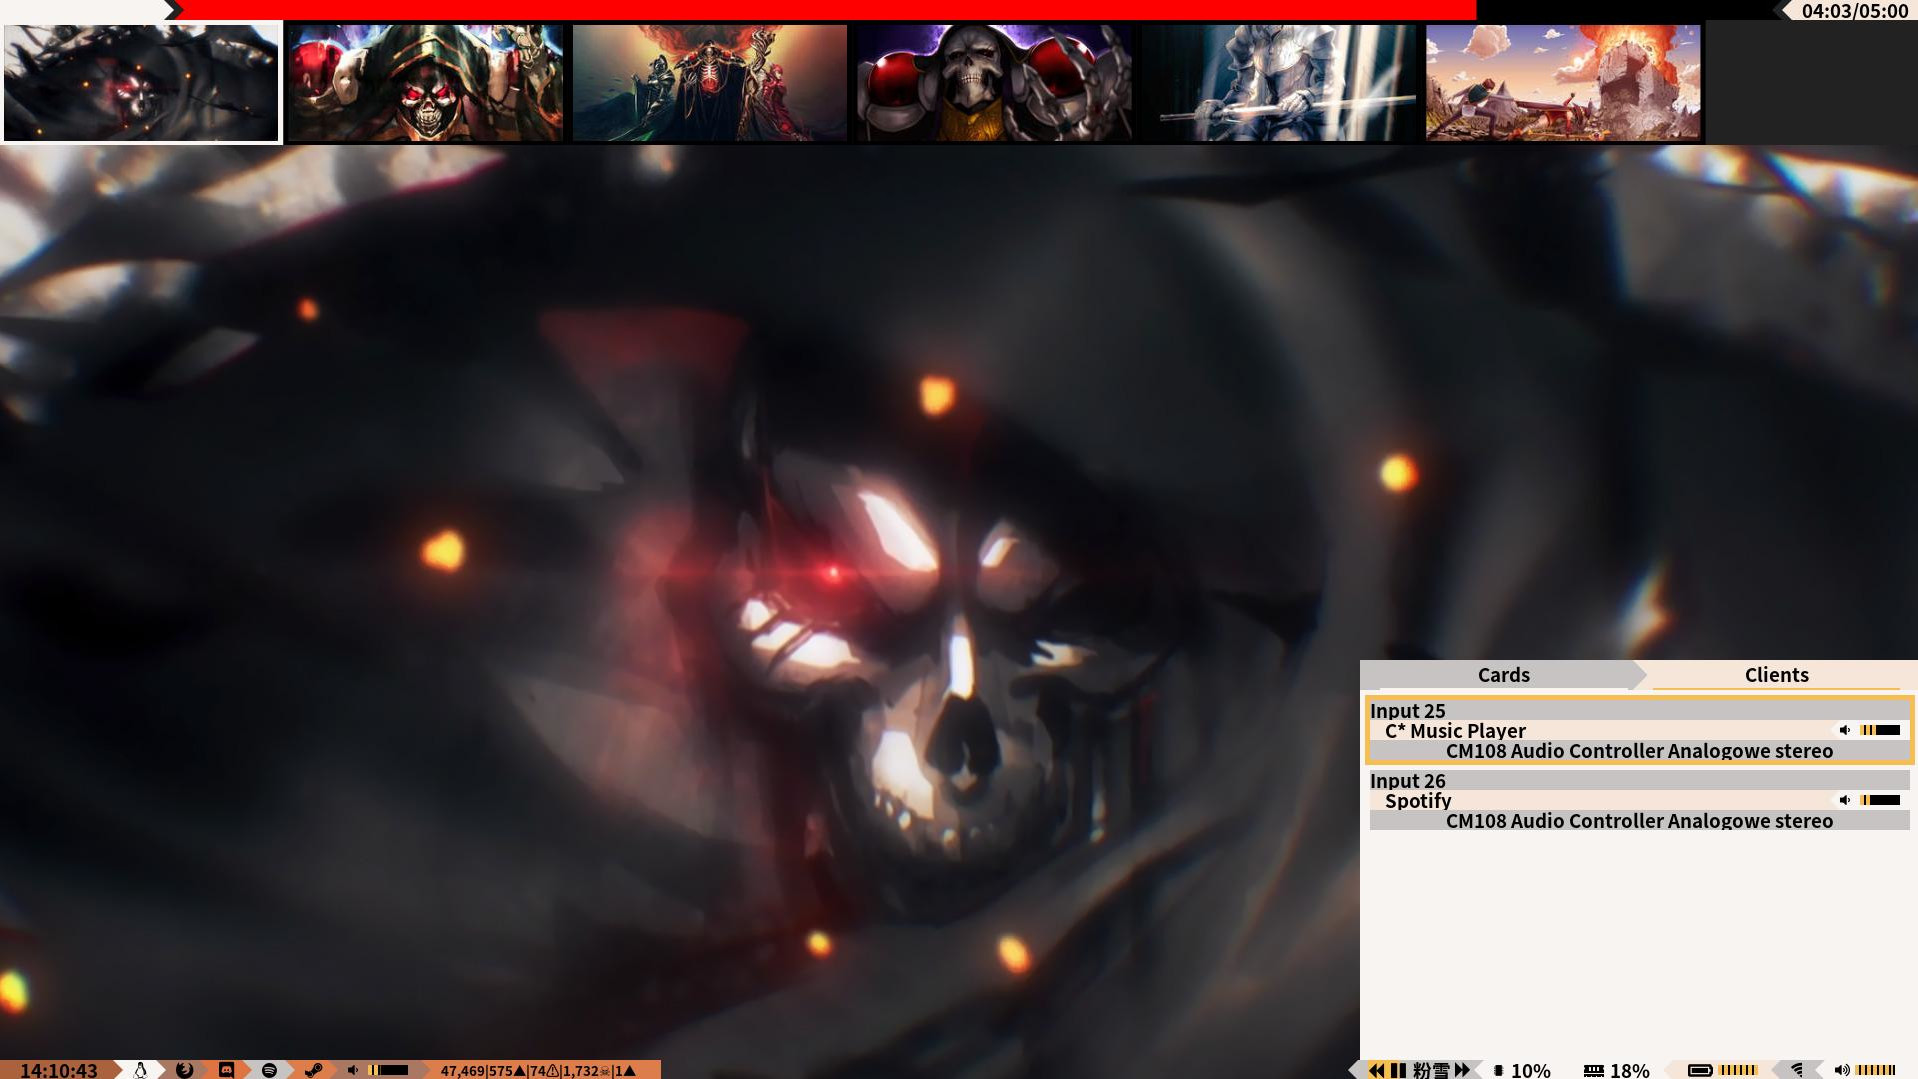 04:03/05:00
Cards
Clients
Input 25
C* Music Player
CM108 Audio Controller Analogowe stereo
Input 26
Spotify
CM108 Audio Controller Analogowe stereo
14:10:43
47,469|575▲|74⚠|1,732☠|1▲
粉雪
10%
18%